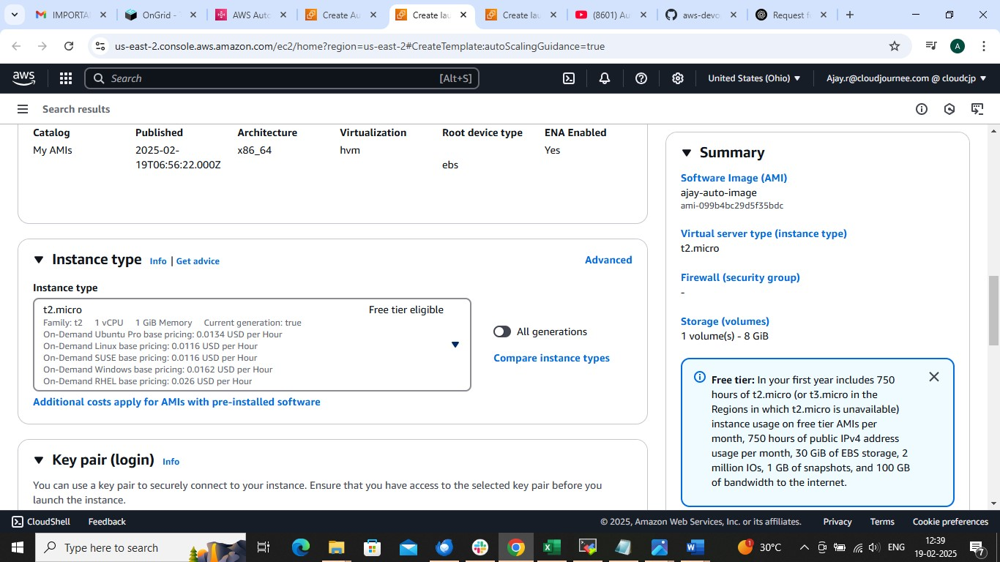 IMPORTA
OnGrid -
AWS Auto
Create Au
Create lau
Create lau
(8601) Au
aws-devo
Request f
us-east-2.console.aws.amazon.com/ec2/home?region=us-east-2#CreateTemplate:autoScalingGuidance=true
A
aws
Search
[Alt+S]
United States (Ohio)
Ajay.r@cloudjournee.com @ cloudcjp
Search results
Catalog Published Architecture Virtualization Root device type ENA Enabled
My AMIs 2025-02-19T06:56:22.000Z x86_64 hvm ebs Yes
Instance type Info | Get advice
Advanced
Instance type
t2.micro Free tier eligible
Family: t2 1 vCPU 1 GiB Memory Current generation: true
On-Demand Ubuntu Pro base pricing: 0.0134 USD per Hour
On-Demand Linux base pricing: 0.0116 USD per Hour
On-Demand SUSE base pricing: 0.0116 USD per Hour
On-Demand Windows base pricing: 0.0162 USD per Hour
On-Demand RHEL base pricing: 0.026 USD per Hour
All generations
Compare instance types
Additional costs apply for AMIs with pre-installed software
Key pair (login) Info
You can use a key pair to securely connect to your instance. Ensure that you have access to the selected key pair before you
launch the instance.
Summary
Software Image (AMI)
ajay-auto-image
ami-099b4bc29d5f35bdc
Virtual server type (instance type)
t2.micro
Firewall (security group)
-
Storage (volumes)
1 volume(s) - 8 GiB
Free tier: In your first year includes 750
hours of t2.micro (or t3.micro in the
Regions in which t2.micro is unavailable)
instance usage on free tier AMIs per
month, 750 hours of public IPv4 address
usage per month, 30 GiB of EBS storage, 2
million IOs, 1 GB of snapshots, and 100 GB
of bandwidth to the internet.
CloudShell
Feedback
© 2025, Amazon Web Services, Inc. or its affiliates.
Privacy
Terms
Cookie preferences
Type here to search
1
30°C
ENG
12:39
19-02-2025
7